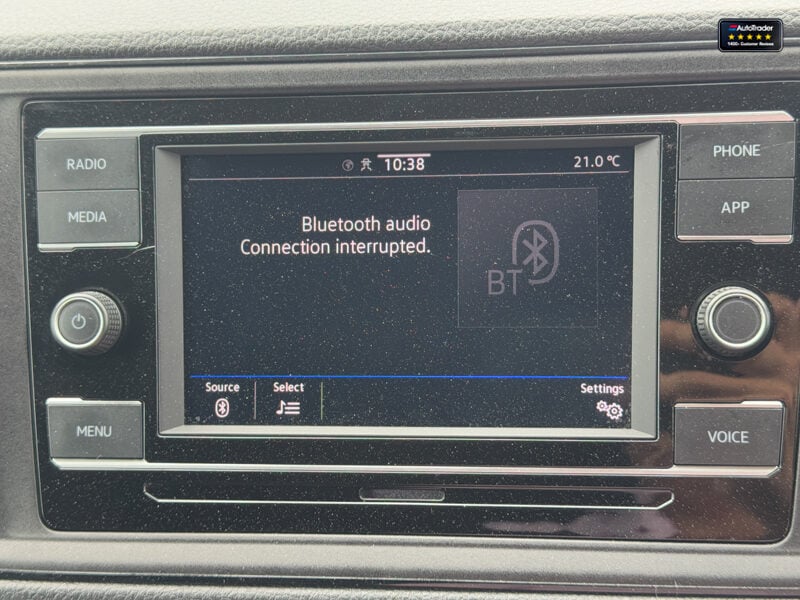 AutoTrader
1400+ Customer Reviews
RADIO
MEDIA
MENU
10:38
21.0 °C
Bluetooth audio
Connection interrupted.
BT
Source
Select
Settings
PHONE
APP
VOICE